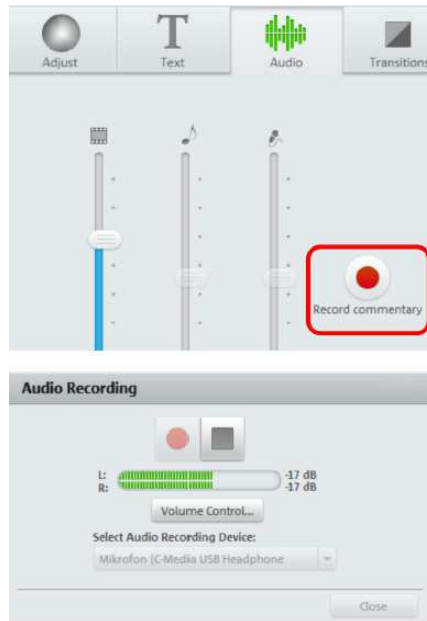 Adjust Text Audio Transitions
Record commentary
Audio Recording
L: -17 dB
R: -17 dB
Volume Control...
Select Audio Recording Device:
Mikrofon (C-Media USB Headphone
Close